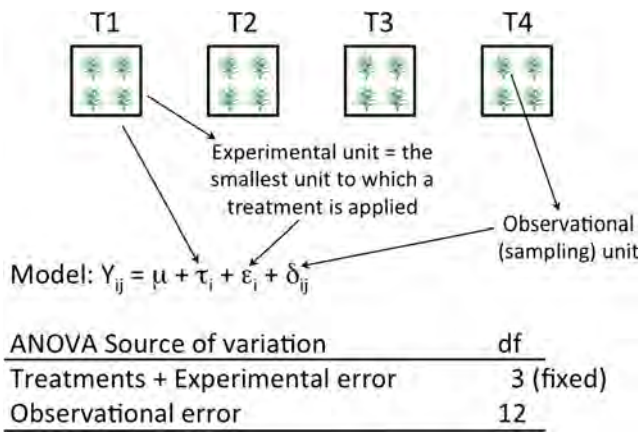 T1 T2 T3 T4
Experimental unit = the
smallest unit to which a
treatment is applied
Observational
(sampling) unit
Model: Yij = μ + τi + εi + δij
ANOVA Source of variation df
Treatments + Experimental error 3 (fixed)
Observational error 12